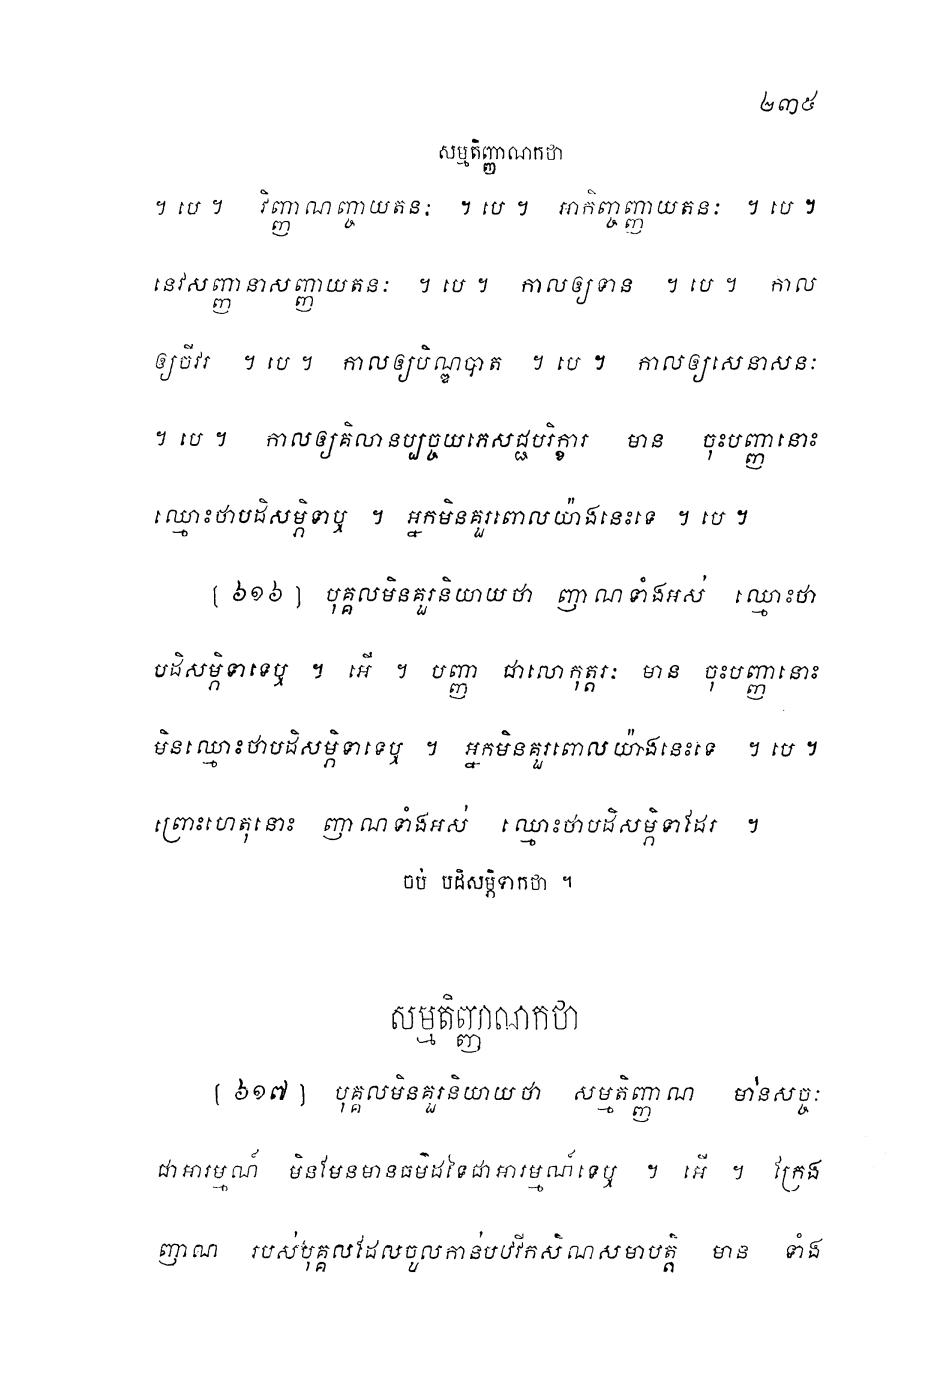 ២៣៥
សម្មតិញ្ញាណកថា
។ បេ ។ វិញ្ញាណញ្ចាយតនៈ ។ បេ ។ អាកិញ្ចញ្ញាយតនៈ ។ បេ ។
នេវសញ្ញានាសញ្ញាយតនៈ ។ បេ ។ កាលឲ្យទាន ។ បេ ។ កាល
ឲ្យចីវរ ។ បេ ។ កាលឲ្យបិណ្ឌបាត ។ បេ ។ កាលឲ្យសេនាសនៈ
។ បេ ។ កាលឲ្យគិលានប្បច្ចយភេសជ្ជបរិក្ខារ មាន ចុះបញ្ញានោះ
ឈ្មោះថាបដិសម្ភិទាឬ ។ អ្នកមិនគួរពោលយ៉ាងនេះទេ ។ បេ ។
[ ៦១៦ ] បុគ្គលមិនគួរនិយាយថា ញាណទាំងអស់ ឈ្មោះថា
បដិសម្ភិទាទេឬ ។ អើ ។ បញ្ញា ជាលោកុត្តរៈ មាន ចុះបញ្ញានោះ
មិនឈ្មោះថាបដិសម្ភិទាទេឬ ។ អ្នកមិនគួរពោលយ៉ាងនេះទេ ។ បេ ។
ព្រោះហេតុនោះ ញាណទាំងអស់ ឈ្មោះថាបដិសម្ភិទាដែរ ។
ចប់ បដិសម្ភិទាកថា ។
សម្មតិញ្ញាណកថា
[ ៦១៧ ] បុគ្គលមិនគួរនិយាយថា សម្មតិញ្ញាណ មានសច្ចៈ
ជាអារម្មណ៍ មិនមែនមានធម៌ដទៃជាអារម្មណ៍ទេឬ ។ អើ ។ ក្រែង
ញាណ របស់បុគ្គលដែលចូលកាន់បឋវីកសិណសមាបត្តិ មាន ទាំង